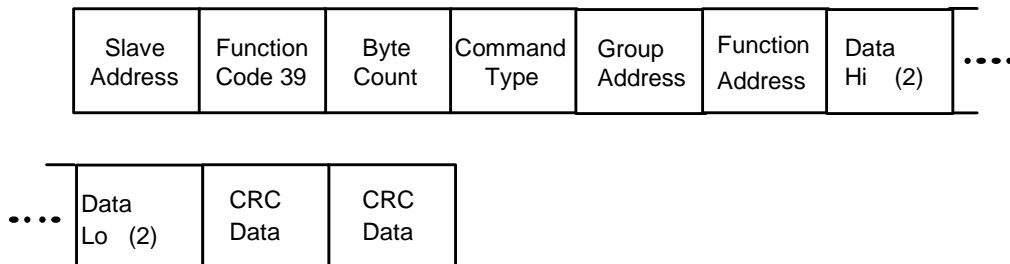 Slave
Address
Function
Code 39
Byte
Count
Command
Type
Group
Address
Function
Address
Data
Hi (2)
Data
Lo (2)
CRC
Data
CRC
Data